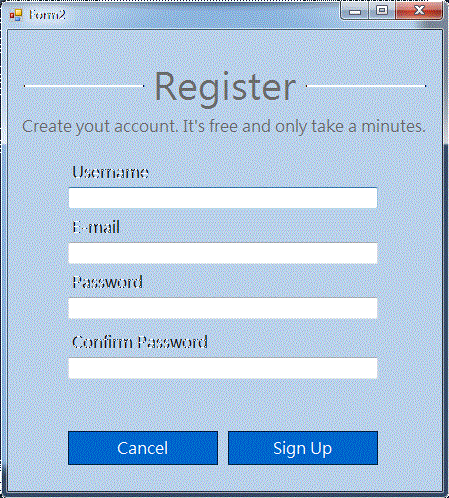 Form2
Register
Create yout account. It's free and only take a minutes.
Username
E-mail
Password
Confirm Password
Cancel
Sign Up